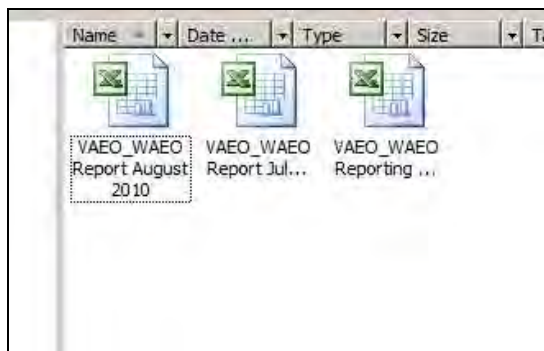 Name Date ... Type Size
VAEO_WAEO Report August 2010
VAEO_WAEO Report Jul...
VAEO_WAEO Reporting ...